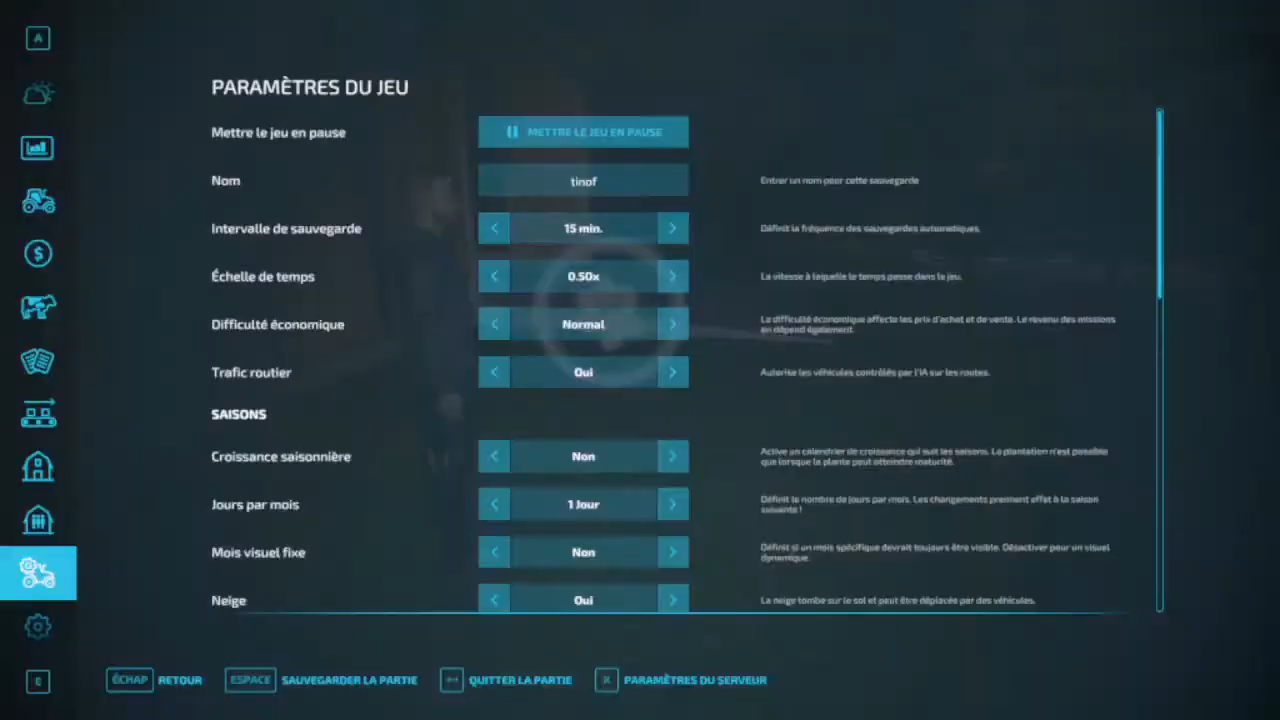 A
PARAMÈTRES DU JEU
Mettre le jeu en pause
METTRE LE JEU EN PAUSE
Nom
tinof
Entrer un nom pour cette sauvegarde
Intervalle de sauvegarde
15 min.
Définit la fréquence des sauvegardes automatiques.
Échelle de temps
0.50x
La vitesse à laquelle le temps passe dans le jeu.
Difficulté économique
Normal
La difficulté économique affecte les prix d'achat et de vente. Le revenu des missions
en dépend également.
Trafic routier
Oui
Autorise les véhicules contrôlés par l'IA sur les routes.
SAISONS
Croissance saisonnière
Non
Active un calendrier de croissance qui suit les saisons. La plantation n'est possible
que lorsque la plante peut atteindre maturité.
Jours par mois
1 Jour
Définit le nombre de jours par mois. Les changements prennent effet à la saison
suivante !
Mois visuel fixe
Non
Définit si un mois spécifique devrait toujours être visible. Désactiver pour un visuel
dynamique.
Neige
Oui
La neige tombe sur le sol et peut être déplacée par des véhicules.
E
ÉCHAP RETOUR
ESPACE SAUVEGARDER LA PARTIE
QUITTER LA PARTIE
X PARAMÈTRES DU SERVEUR